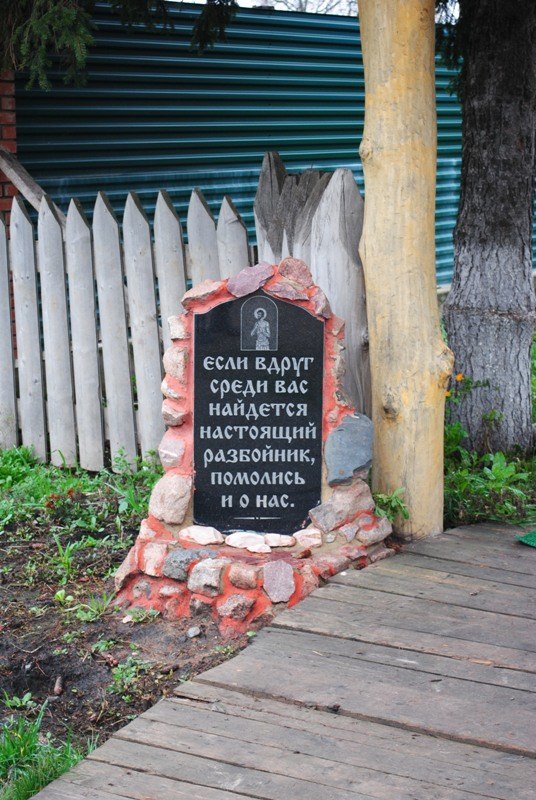 если вдруг
среди вас
найдется
настоящий
разбойник,
помолись
и о нас.